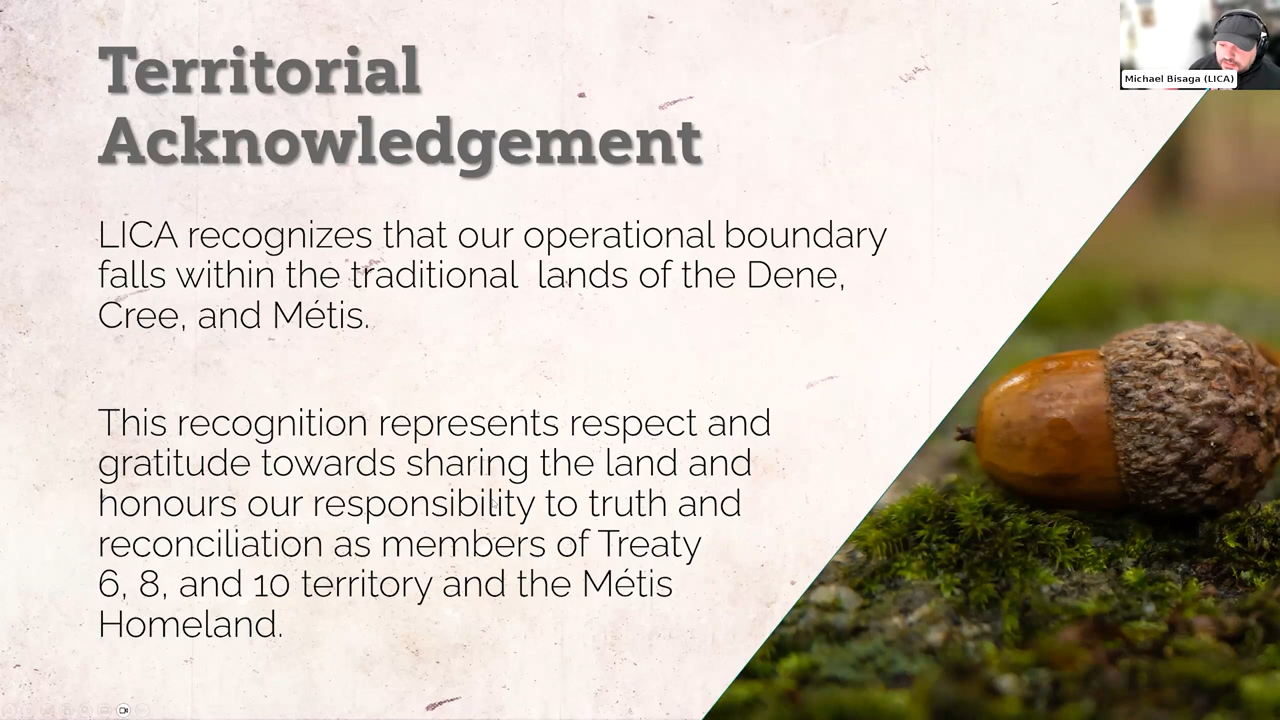 Territorial
Acknowledgement
Michael Bisaga (LICA)
LICA recognizes that our operational boundary
falls within the traditional  lands of the Dene,
Cree, and Métis.
This recognition represents respect and
gratitude towards sharing the land and
honours our responsibility to truth and
reconciliation as members of Treaty
6, 8, and 10 territory and the Métis
Homeland.